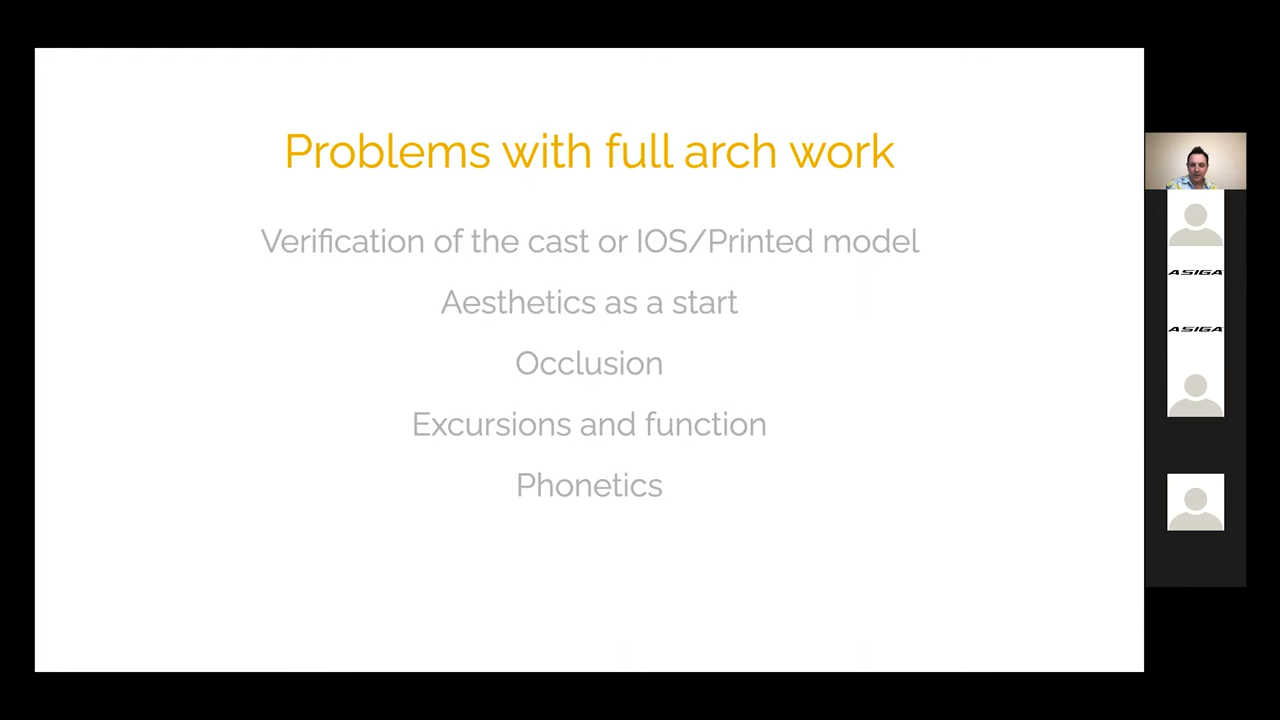 Problems with full arch work
Verification of the cast or IOS/Printed model
Aesthetics as a start
Occlusion
Excursions and function
Phonetics
ASIGA
ASIGA